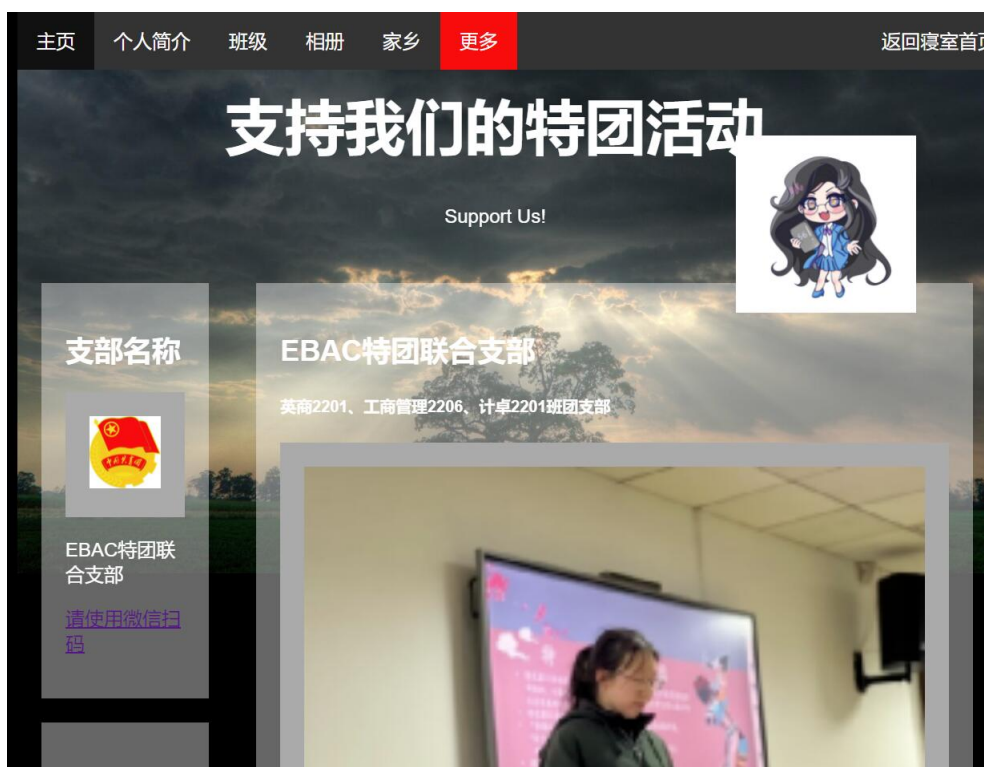 主页 个人简介 班级 相册 家乡 更多 返回寝室首页
支持我们的特团活动
Support Us!
支部名称
EBAC特团联
合支部
请使用微信扫
码
EBAC特团联合支部
英商2201、工商管理2206、计卓2201班团支部